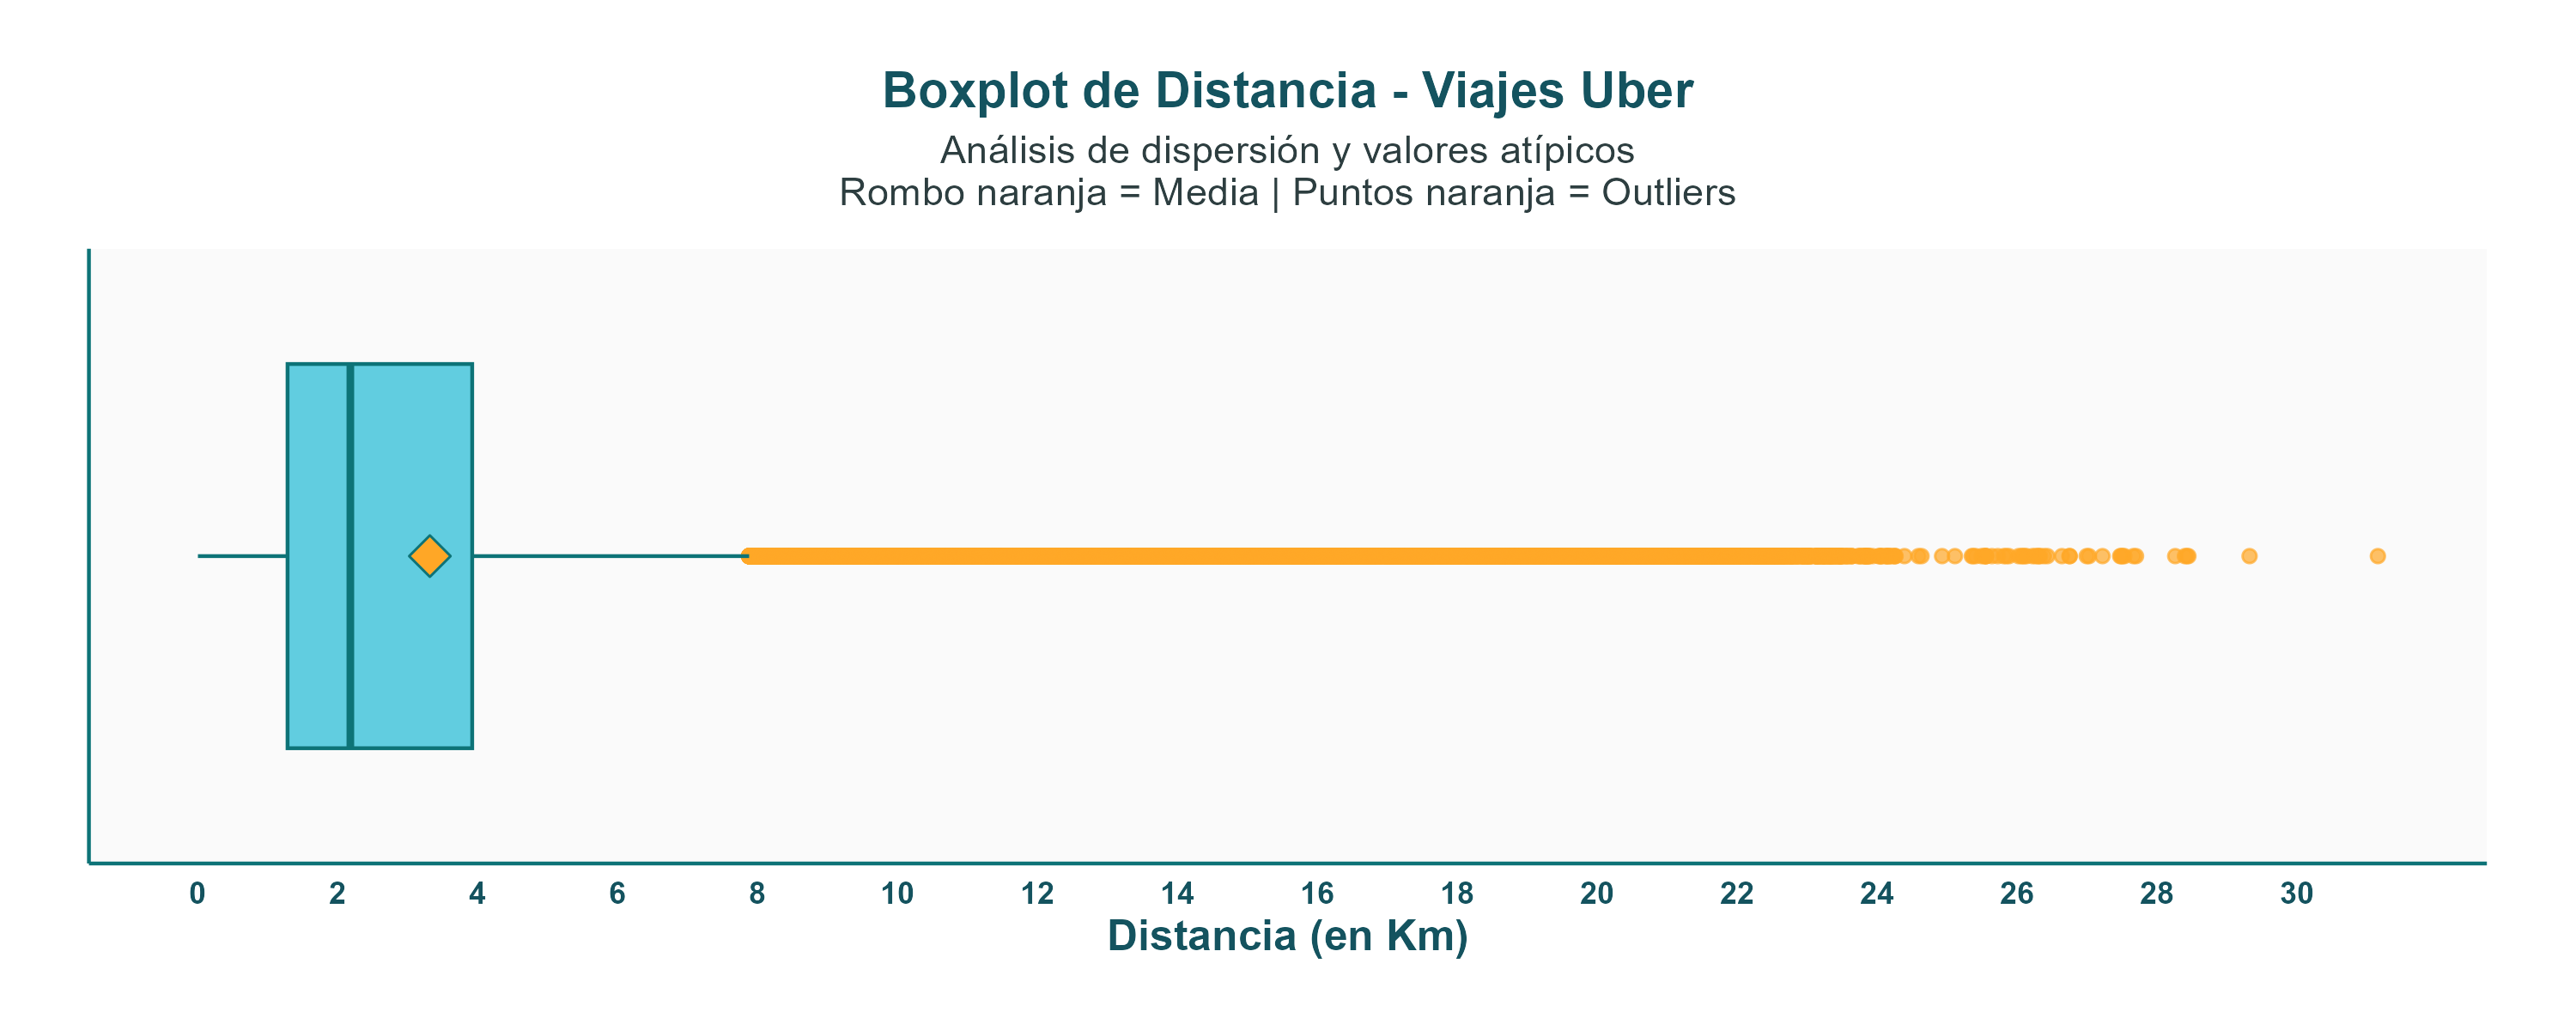 Boxplot de Distancia - Viajes Uber
Análisis de dispersión y valores atípicos
Rombo naranja = Media | Puntos naranja = Outliers
0 2 4 6 8 10 12 14 16 18 20 22 24 26 28 30
Distancia (en Km)